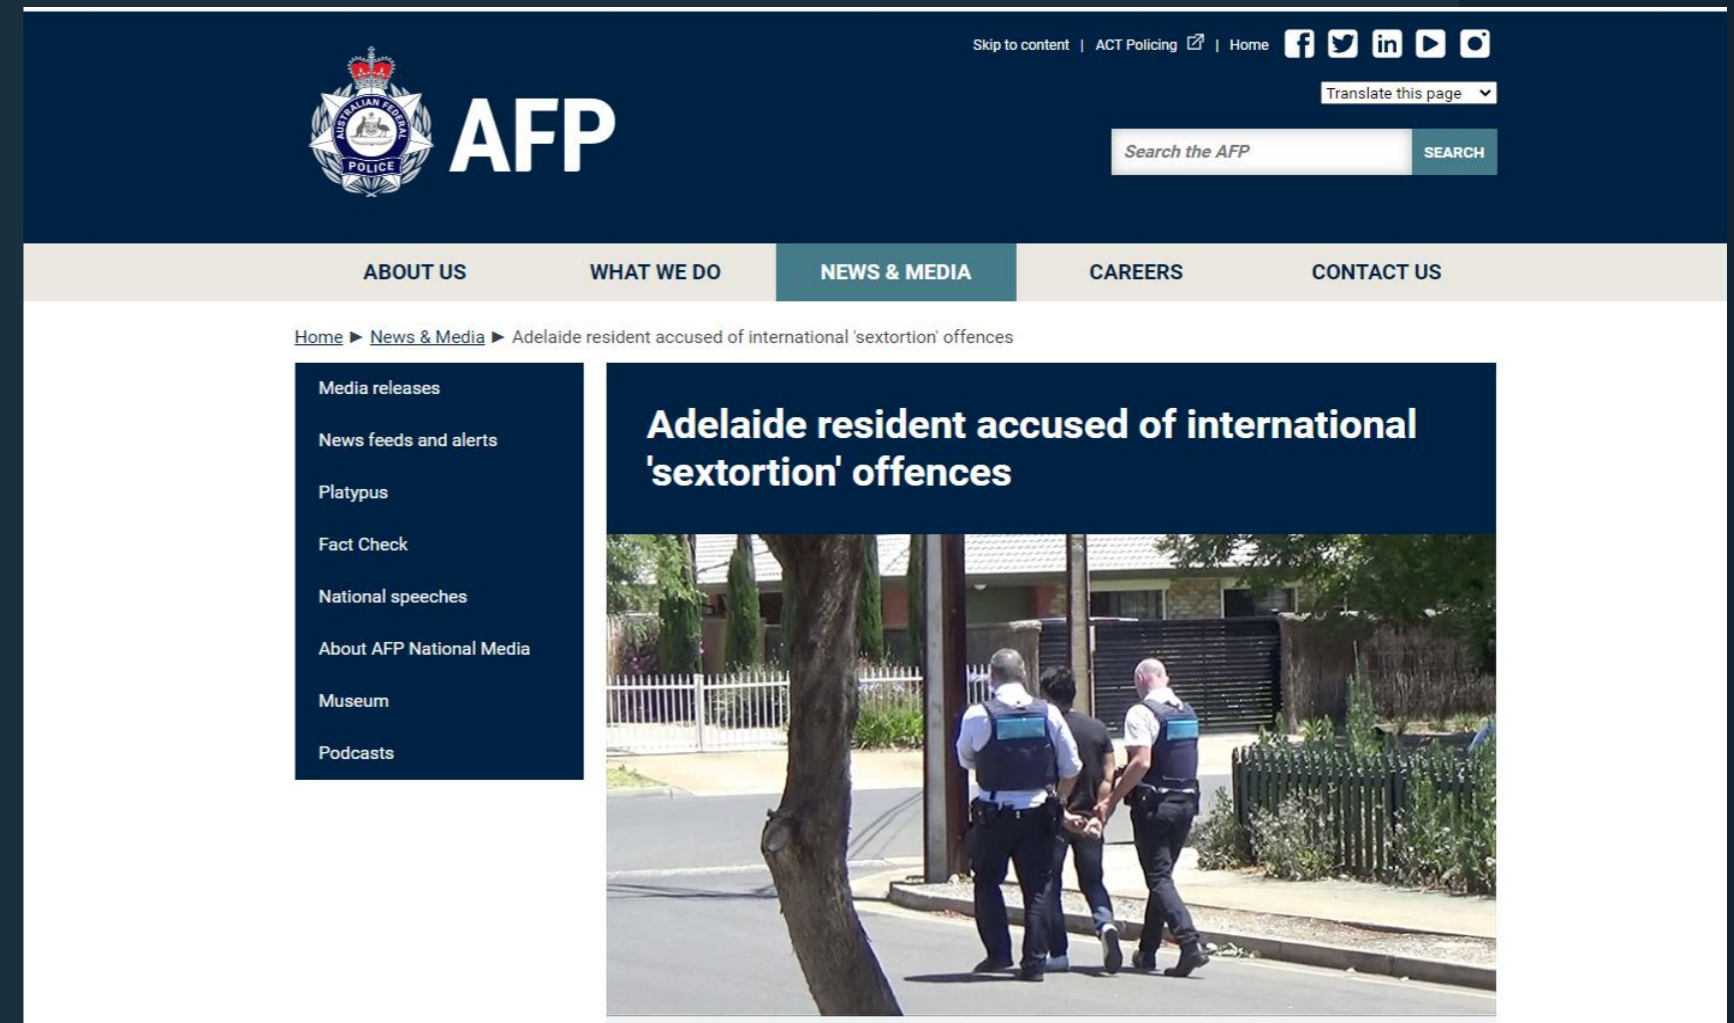 Skip to content | ACT Policing | Home
AUSTRALIAN FEDERAL
POLICE
AFP
Translate this page
Search the AFP
SEARCH
ABOUT US
WHAT WE DO
NEWS & MEDIA
CAREERS
CONTACT US
Home ▶ News & Media ▶ Adelaide resident accused of international 'sextortion' offences
Media releases
News feeds and alerts
Platypus
Fact Check
National speeches
About AFP National Media
Museum
Podcasts
Adelaide resident accused of international
'sextortion' offences